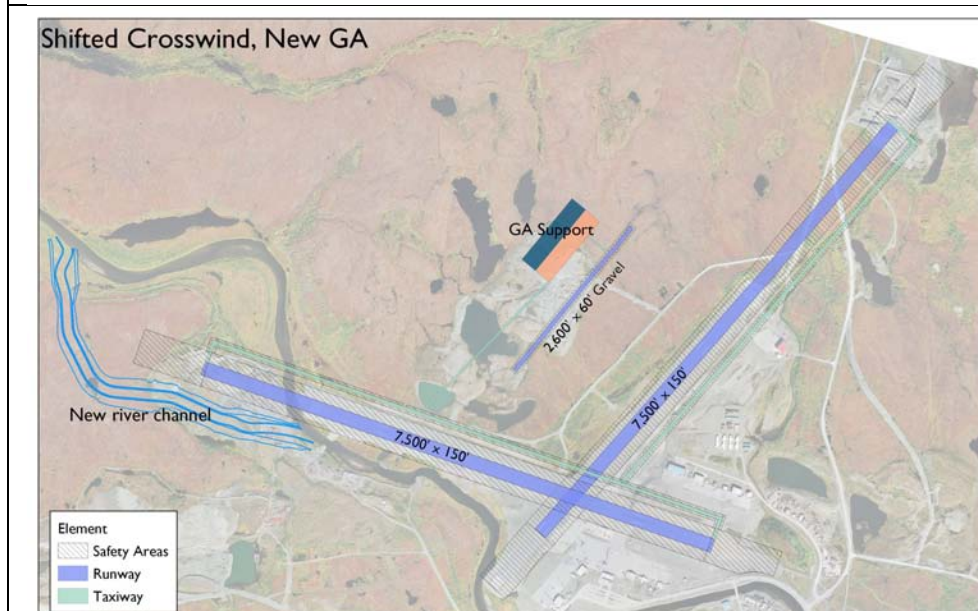 Shifted Crosswind, New GA
GA Support
2,600' x 60' Gravel
7,500' x 150'
New river channel
7,500' x 150'
Element
Safety Areas
Runway
Taxiway